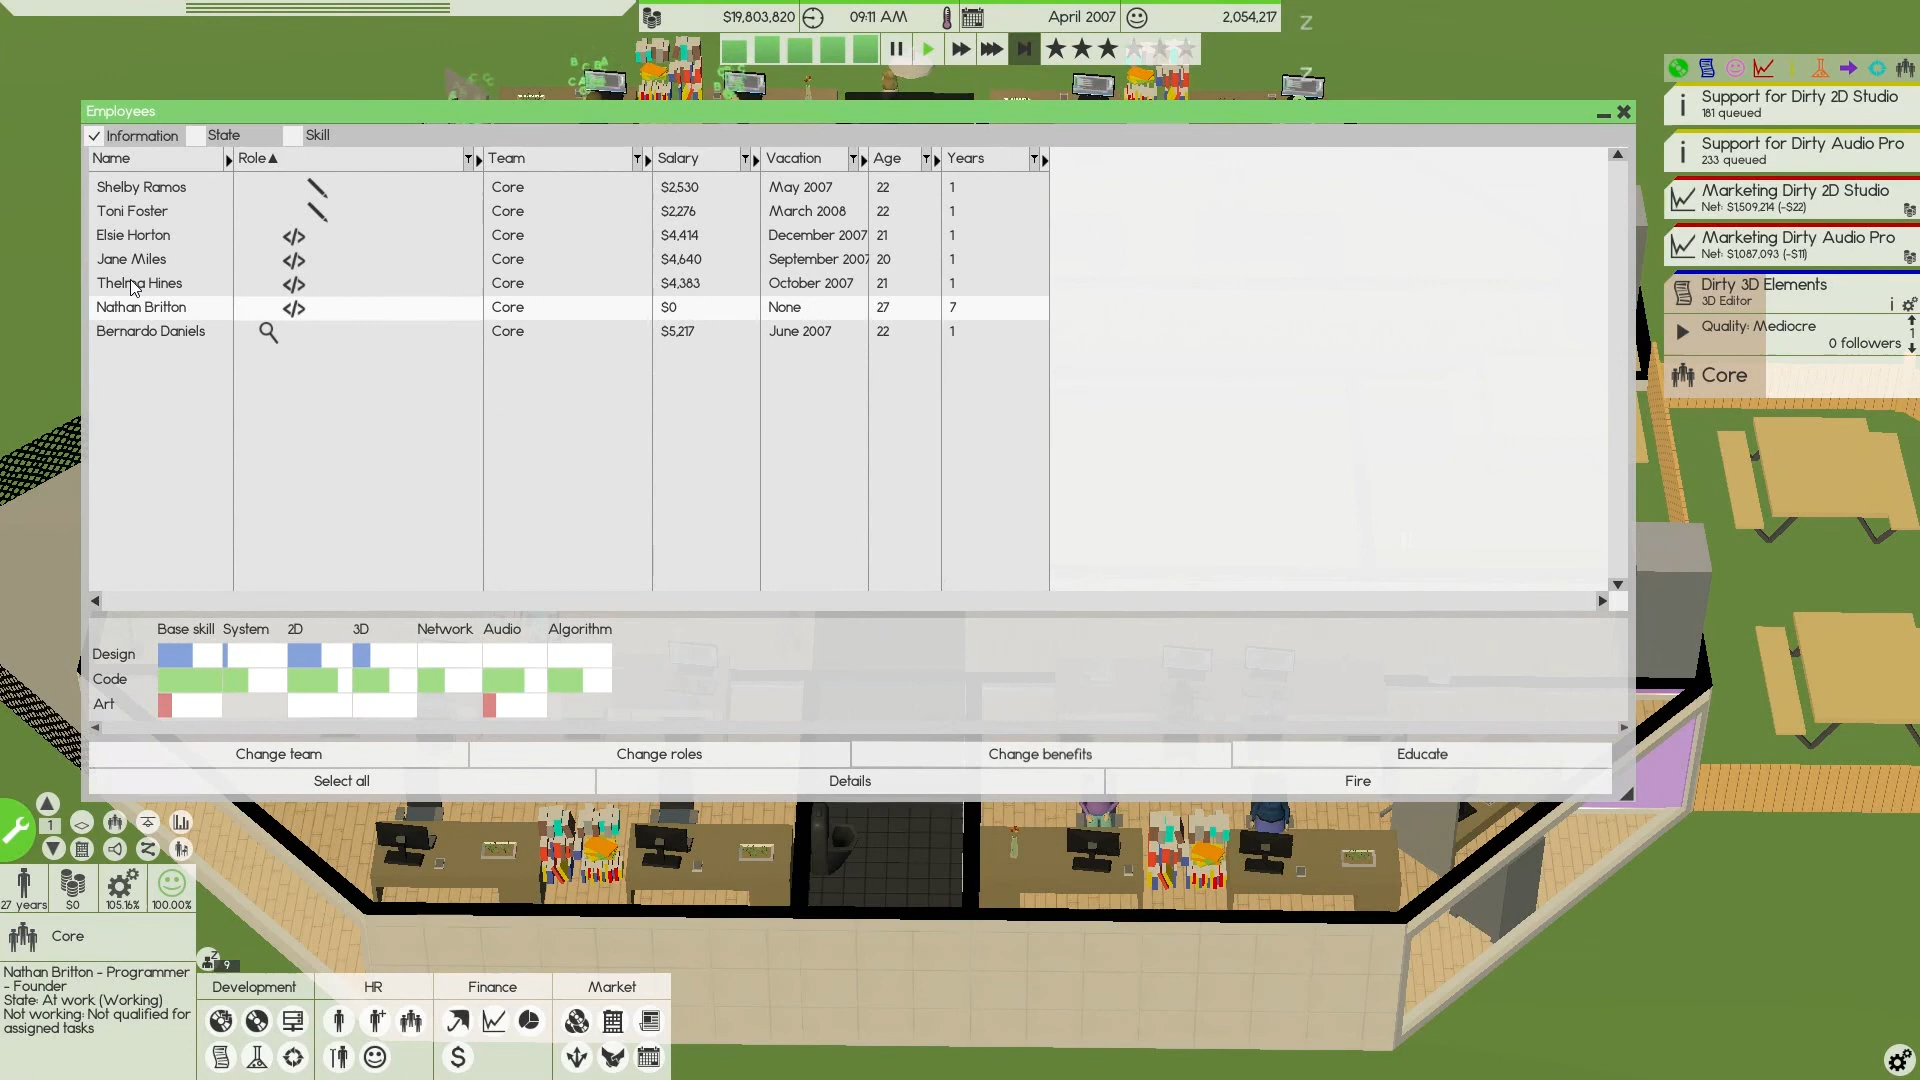 $19,803,820 09:11 AM April 2007 2,054,217
Employees
Information State Skill
Name Role Team Salary Vacation Age Years
Shelby Ramos Core $2,530 May 2007 22 1
Toni Foster Core $2,276 March 2008 22 1
Elsie Horton Core $4,414 December 2007 21 1
Jane Miles Core $4,640 September 2007 20 1
Thelma Hines Core $4,383 October 2007 21 1
Nathan Britton Core $0 None 27 7
Bernardo Daniels Core $5,217 June 2007 22 1
Base skill System 2D 3D Network Audio Algorithm
Design
Code
Art
Change team Change roles Change benefits Educate
Select all Details Fire
Support for Dirty 2D Studio
181 queued
Support for Dirty Audio Pro
233 queued
Marketing Dirty 2D Studio
Net: $1,509,214 (-$22)
Marketing Dirty Audio Pro
Net: $1,087,093 (-$11)
Dirty 3D Elements
3D Editor
Quality: Mediocre
1
0 followers
Core
1
27 years $0 105.16% 100.00%
Core
Nathan Britton - Programmer
- Founder
State: At work (Working)
Not working: Not qualified for
assigned tasks
9
Development HR Finance Market